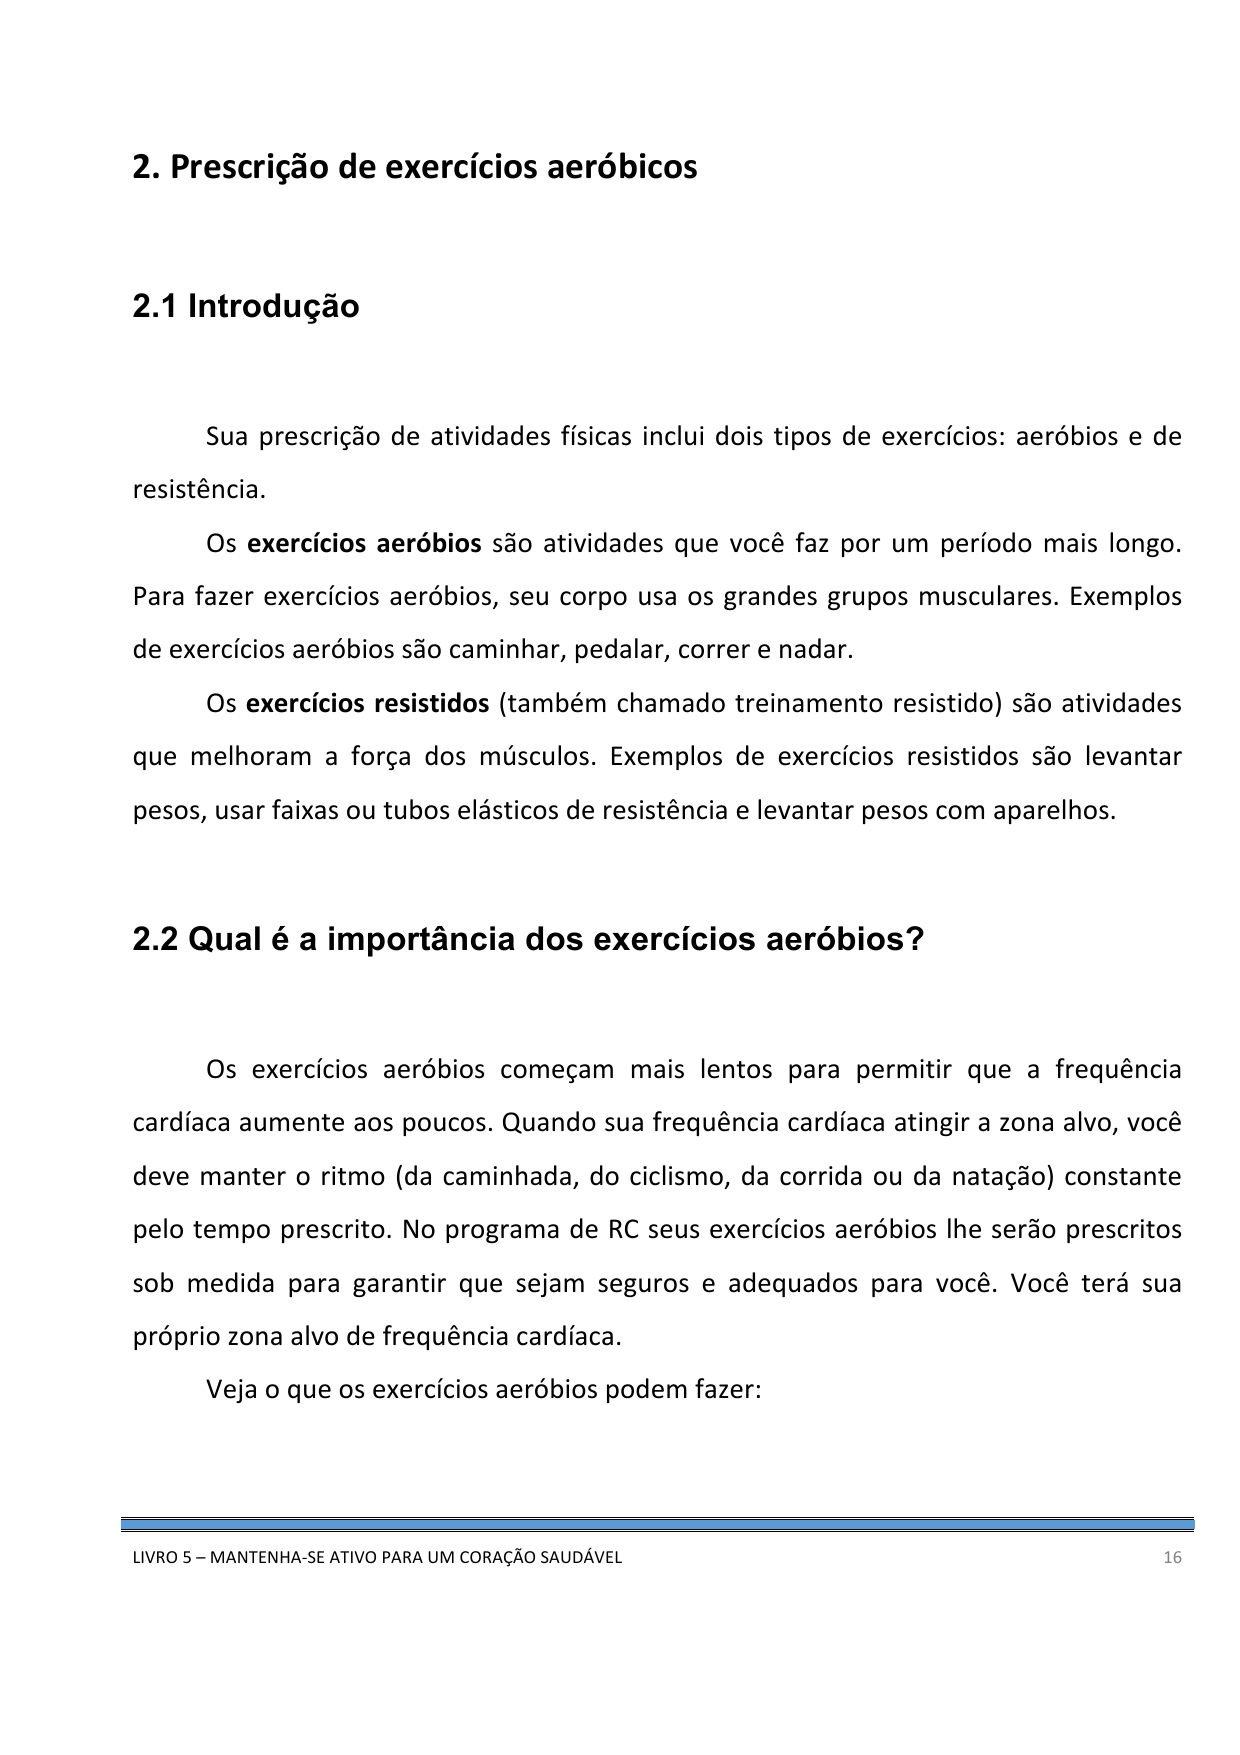 2. Prescrição de exercícios aeróbicos
2.1 Introdução
Sua prescrição de atividades físicas inclui dois tipos de exercícios: aeróbios e de
resistência.
Os exercícios aeróbios são atividades que você faz por um período mais longo.
Para fazer exercícios aeróbios, seu corpo usa os grandes grupos musculares. Exemplos
de exercícios aeróbios são caminhar, pedalar, correr e nadar.
Os exercícios resistidos (também chamado treinamento resistido) são atividades
que melhoram a força dos músculos. Exemplos de exercícios resistidos são levantar
pesos, usar faixas ou tubos elásticos de resistência e levantar pesos com aparelhos.
2.2 Qual é a importância dos exercícios aeróbios?
Os exercícios aeróbios começam mais lentos para permitir que a frequência
cardíaca aumente aos poucos. Quando sua frequência cardíaca atingir a zona alvo, você
deve manter o ritmo (da caminhada, do ciclismo, da corrida ou da natação) constante
pelo tempo prescrito. No programa de RC seus exercícios aeróbios lhe serão prescritos
sob medida para garantir que sejam seguros e adequados para você. Você terá sua
próprio zona alvo de frequência cardíaca.
Veja o que os exercícios aeróbios podem fazer:
LIVRO 5 – MANTENHA-SE ATIVO PARA UM CORAÇÃO SAUDÁVEL 16